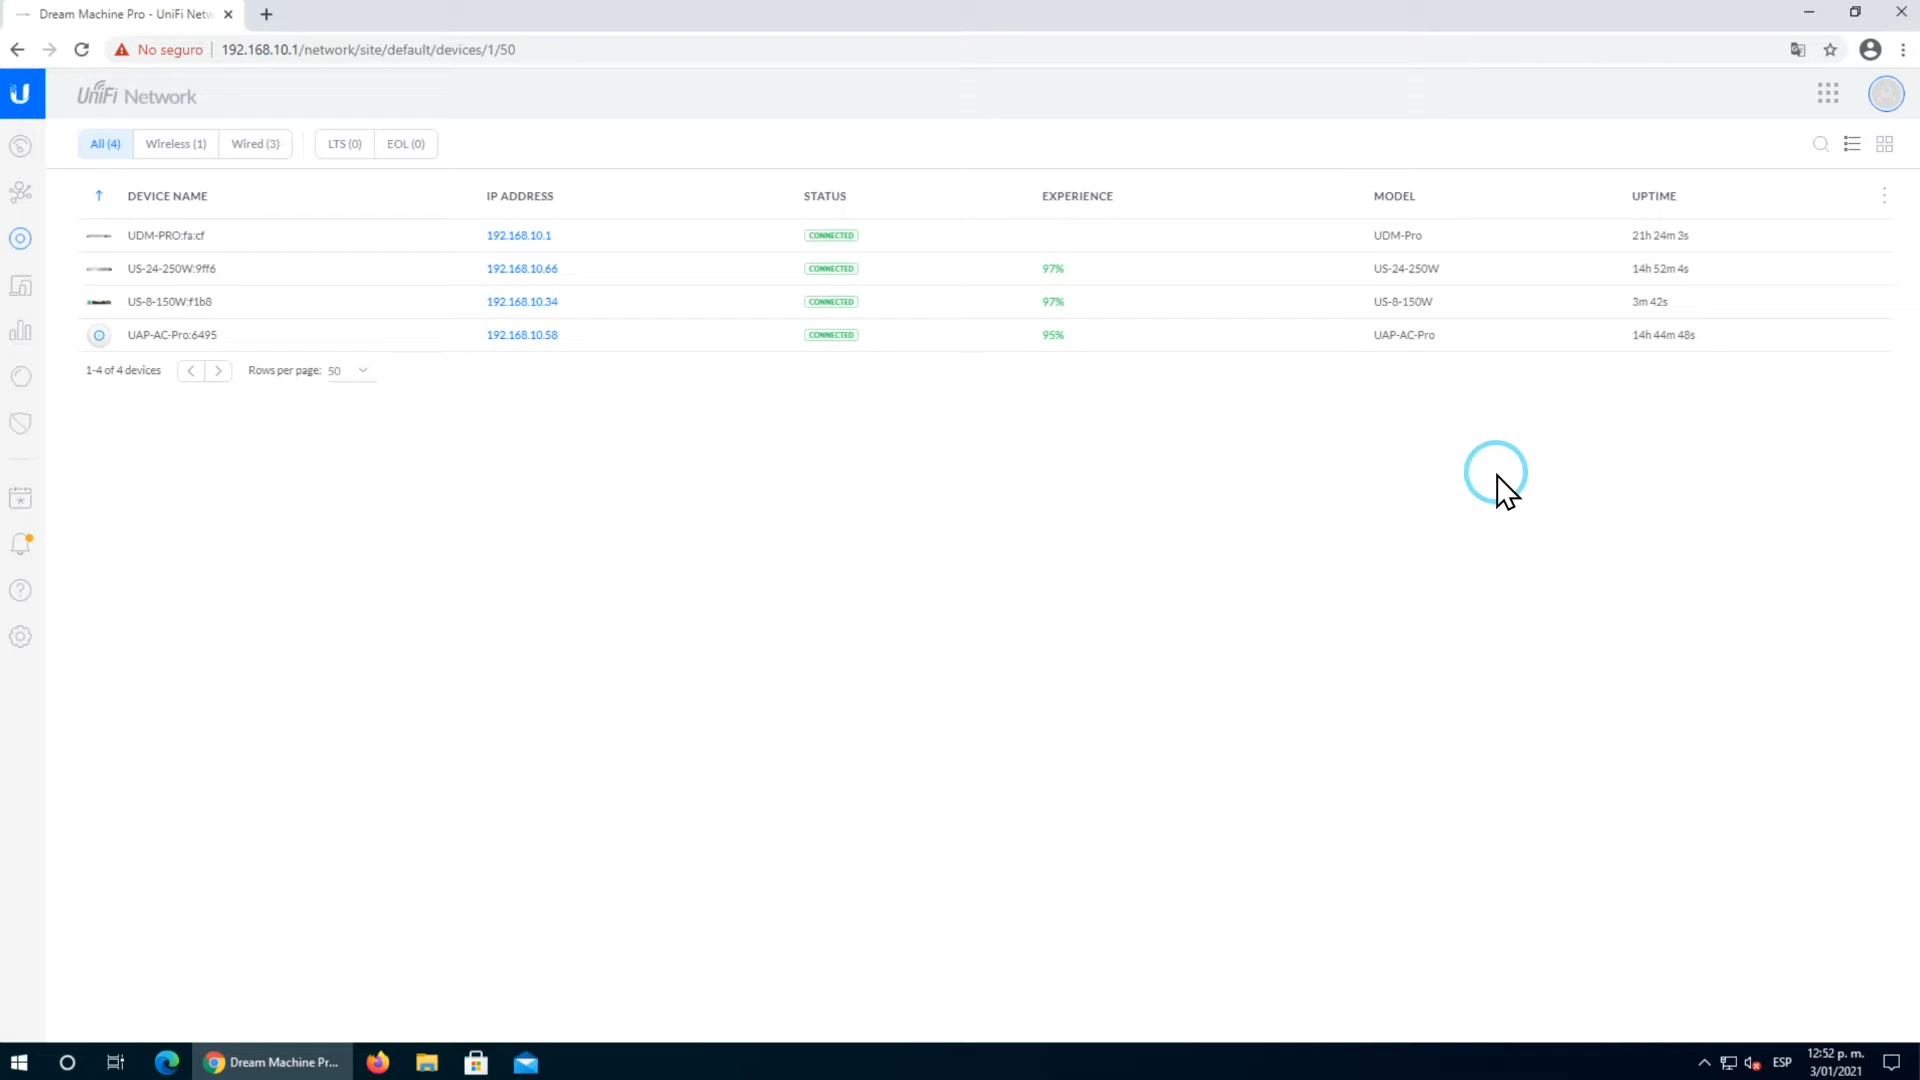 Dream Machine Pro - UniFi Netw
No seguro
192.168.10.1/network/site/default/devices/1/50
UniFi Network
All (4)
Wireless (1)
Wired (3)
LTS (0)
EOL (0)
DEVICE NAME IP ADDRESS STATUS EXPERIENCE MODEL UPTIME
UDM-PRO:fa:cf 192.168.10.1 CONNECTED UDM-Pro 21h 24m 3s
US-24-250W:9ff6 192.168.10.66 CONNECTED 97% US-24-250W 14h 52m 4s
US-8-150W:f1b8 192.168.10.34 CONNECTED 97% US-8-150W 3m 42s
UAP-AC-Pro:6495 192.168.10.58 CONNECTED 95% UAP-AC-Pro 14h 44m 48s
1-4 of 4 devices
Rows per page: 50
Dream Machine Pr...
ESP
12:52 p. m.
3/01/2021